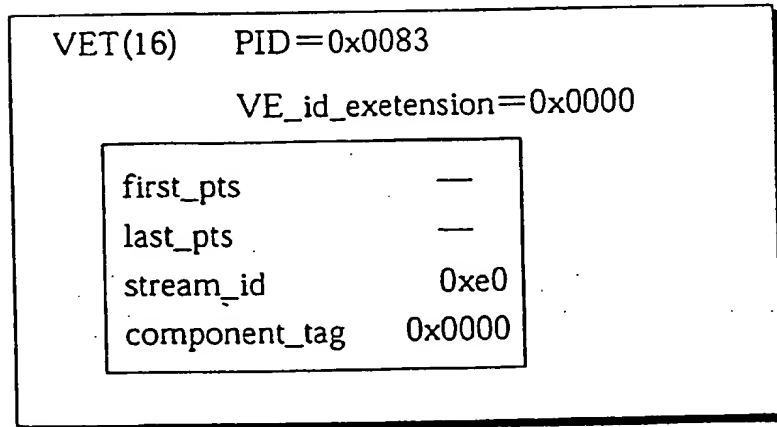 VET(16) PID=0x0083
VE_id_exetension=0x0000
first_pts —
last_pts —
stream_id 0xe0
component_tag 0x0000